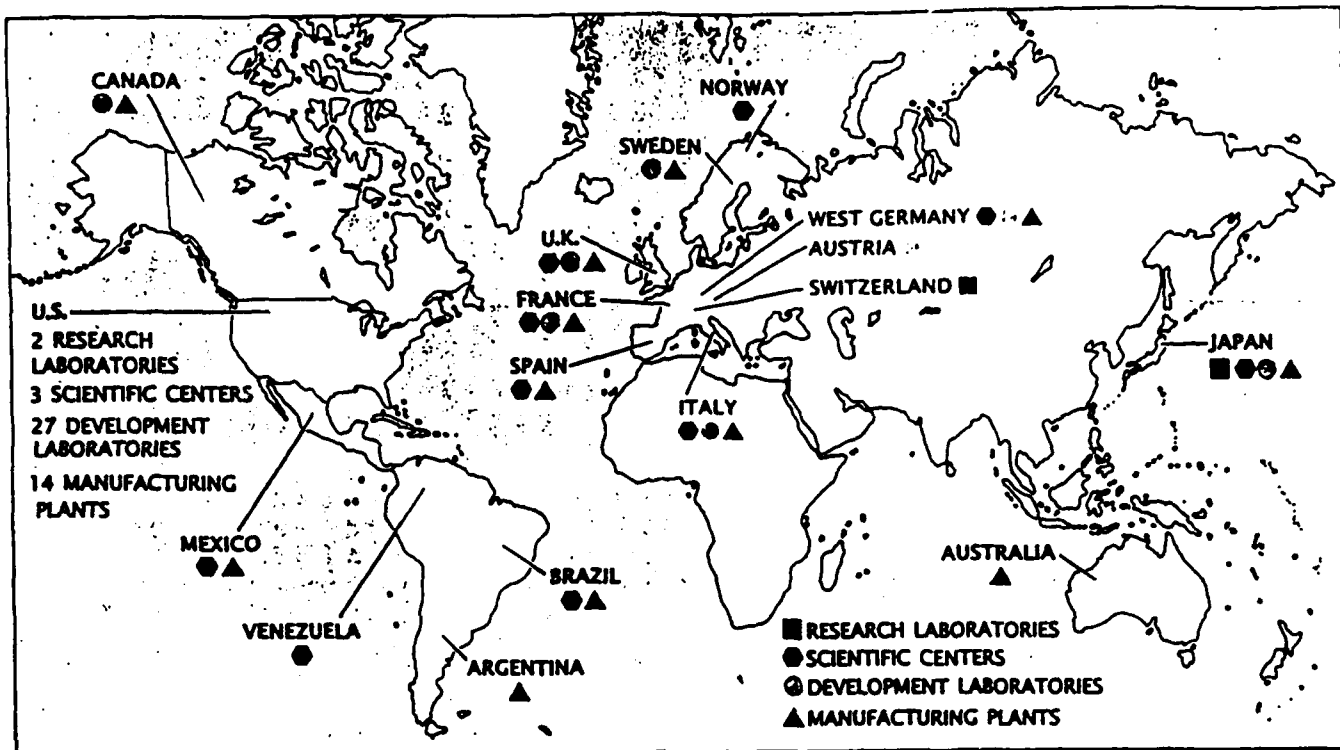 CANADA
NORWAY
SWEDEN
WEST GERMANY
U.K.
AUSTRIA
FRANCE
SWITZERLAND
U.S.
2 RESEARCH
LABORATORIES
3 SCIENTIFIC CENTERS
27 DEVELOPMENT
LABORATORIES
14 MANUFACTURING
PLANTS
SPAIN
JAPAN
ITALY
MEXICO
BRAZIL
AUSTRALIA
VENEZUELA
ARGENTINA
RESEARCH LABORATORIES
SCIENTIFIC CENTERS
DEVELOPMENT LABORATORIES
MANUFACTURING PLANTS